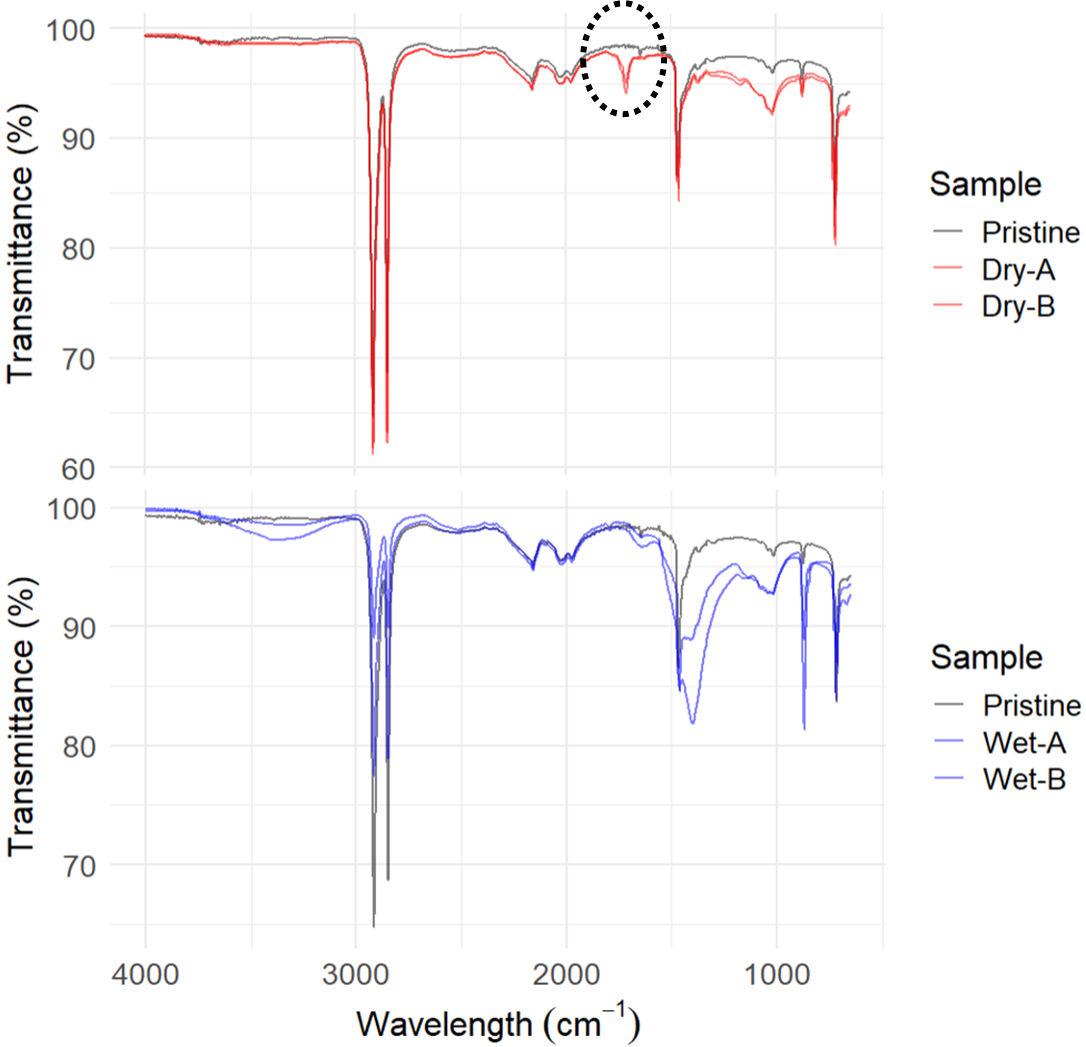 100
90
80
70
60
Transmittance (%)
Sample
Pristine
Dry-A
Dry-B
100
90
80
70
Transmittance (%)
Sample
Pristine
Wet-A
Wet-B
4000 3000 2000 1000
Wavelength (cm⁻¹)